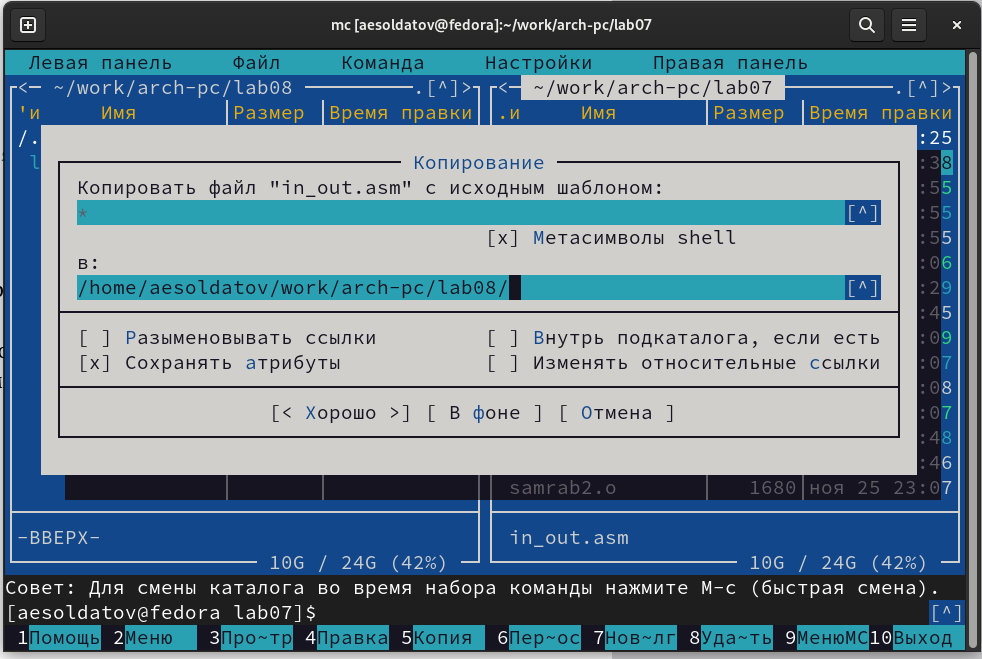 mc [aesoldatov@fedora]:~/work/arch-pc/lab07
Левая панель Файл Команда Настройки Правая панель
<— ~/work/arch-pc/lab08 .[^]> <— ~/work/arch-pc/lab07 .[^]>
'и Имя Размер Время правки .и Имя Размер Время правки
/. :25
l :38
Копирование
Копировать файл "in_out.asm" с исходным шаблоном:
* [^]
[x] Метасимволы shell
в:
/home/aesoldatov/work/arch-pc/lab08/ [^]
[ ] Разыменовывать ссылки [ ] Внутрь подкаталога, если есть
[x] Сохранять атрибуты [ ] Изменять относительные ссылки
[< Хорошо >] [ В фоне ] [ Отмена ]
:55
:55
:55
:06
:29
:45
:09
:07
:08
:07
:48
:46
samrab2.o 1680 ноя 25 23:07
-ВВЕРХ- in_out.asm
10G / 24G (42%) 10G / 24G (42%)
Совет: Для смены каталога во время набора команды нажмите M-c (быстрая смена).
[aesoldatov@fedora lab07]$ [^]
1Помощь 2Меню 3Про~тр 4Правка 5Копия 6Пер~ос 7Нов~лг 8Уда~ть 9МенюMC 10Выход